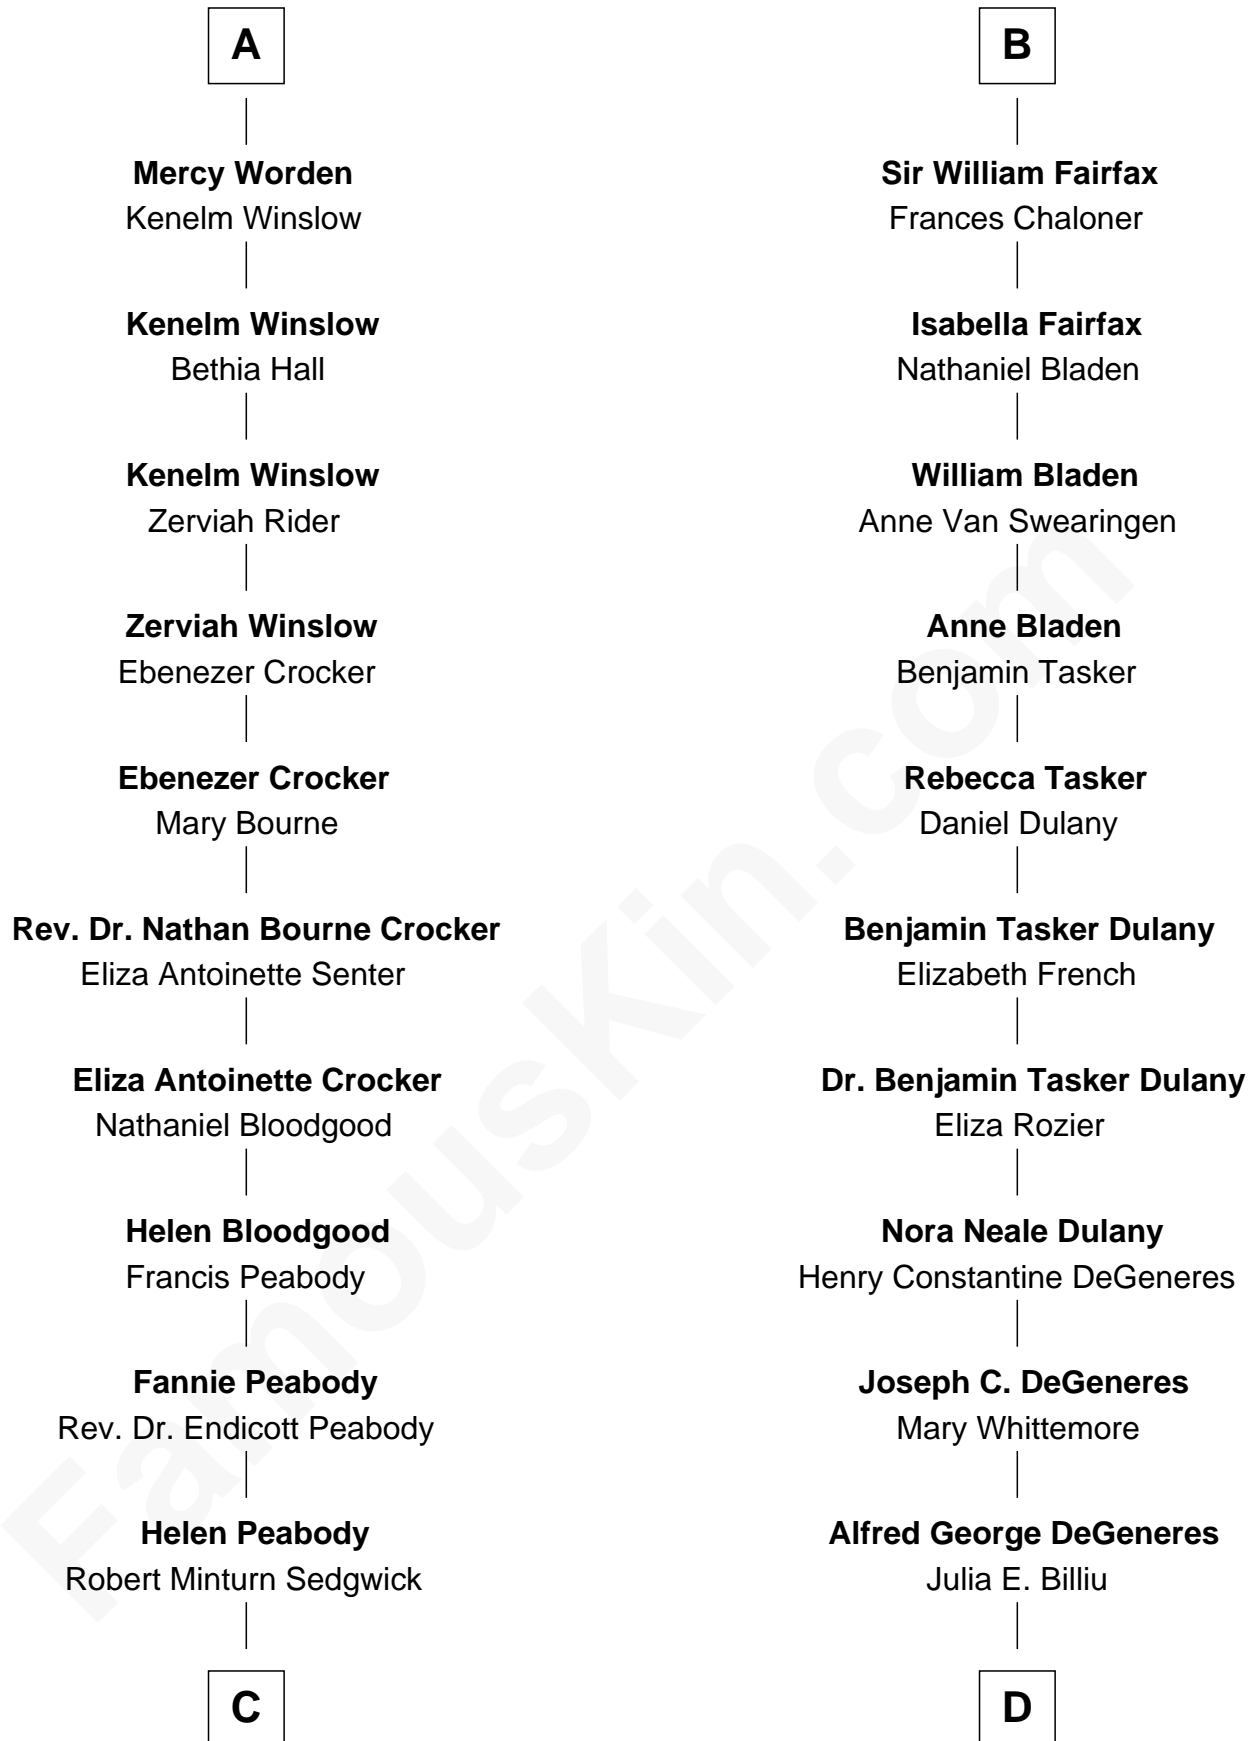 A
Mercy Worden
Kenelm Winslow
Kenelm Winslow
Bethia Hall
Kenelm Winslow
Zerviah Rider
Zerviah Winslow
Ebenezer Crocker
Ebenezer Crocker
Mary Bourne
Rev. Dr. Nathan Bourne Crocker
Eliza Antoinette Senter
Eliza Antoinette Crocker
Nathaniel Bloodgood
Helen Bloodgood
Francis Peabody
Fannie Peabody
Rev. Dr. Endicott Peabody
Helen Peabody
Robert Minturn Sedgwick
C
B
Sir William Fairfax
Frances Chaloner
Isabella Fairfax
Nathaniel Bladen
William Bladen
Anne Van Swearingen
Anne Bladen
Benjamin Tasker
Rebecca Tasker
Daniel Dulany
Benjamin Tasker Dulany
Elizabeth French
Dr. Benjamin Tasker Dulany
Eliza Rozier
Nora Neale Dulany
Henry Constantine DeGeneres
Joseph C. DeGeneres
Mary Whittemore
Alfred George DeGeneres
Julia E. Billiu
D
FamousKin.com